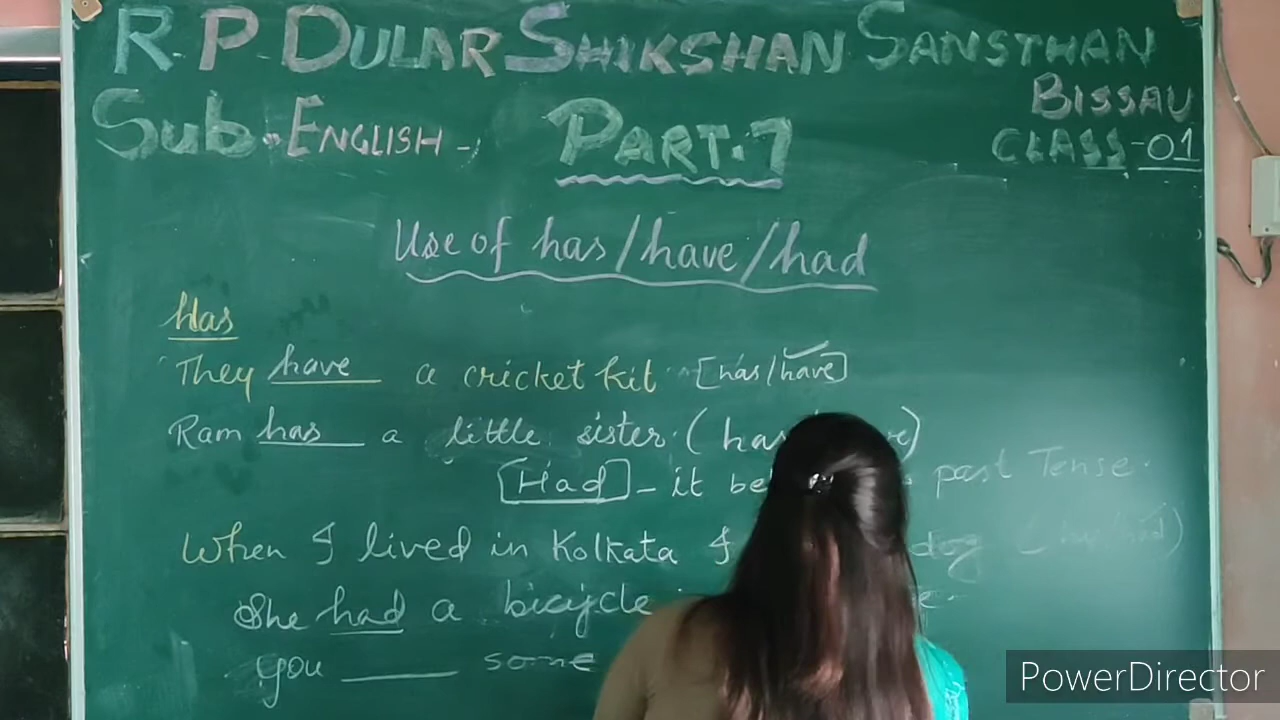 R. P. DULAR SHIKSHAN SANSTHAN
BISSAU
Sub. ENGLISH - PART. 7 CLASS-01
Use of has/have/had
Has
They have a cricket kit [has/have]
Ram has a little sister. (
[Had] - it past Tense.
When I lived in Kolkata I dog
She had a bicycle
you ____ some
PowerDirector